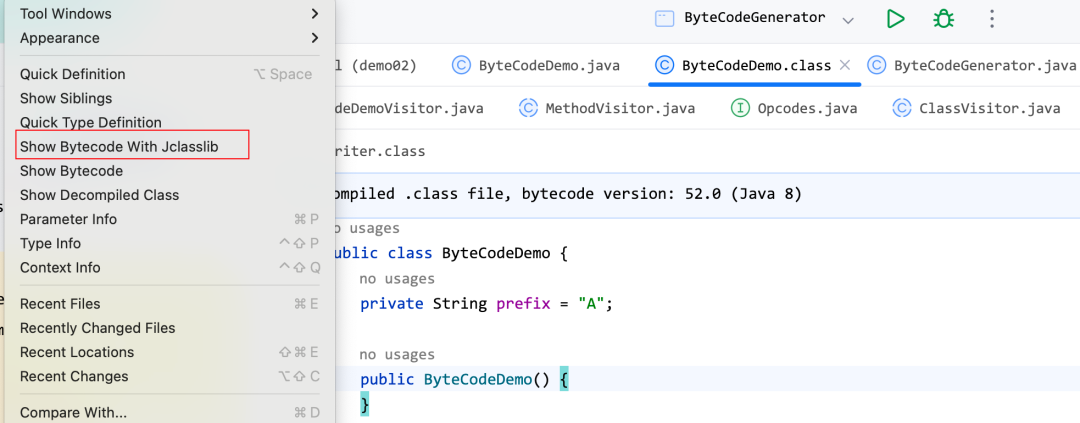 Tool Windows
Appearance
Quick Definition ⌥ Space
Show Siblings
Quick Type Definition
Show Bytecode With Jclasslib
Show Bytecode
Show Decompiled Class
Parameter Info ⌘ P
Type Info ^⇧ P
Context Info ^⇧ Q
Recent Files ⌘ E
Recently Changed Files
Recent Locations ⇧⌘ E
Recent Changes ⌥⇧ C
Compare With... ⌘ D
ByteCodeGenerator
l (demo02) ByteCodeDemo.java ByteCodeDemo.class ByteCodeGenerator.java
deDemoVisitor.java MethodVisitor.java Opcodes.java ClassVisitor.java
riter.class
ompiled .class file, bytecode version: 52.0 (Java 8)
o usages
ublic class ByteCodeDemo {
no usages
private String prefix = "A";
no usages
public ByteCodeDemo() {
}